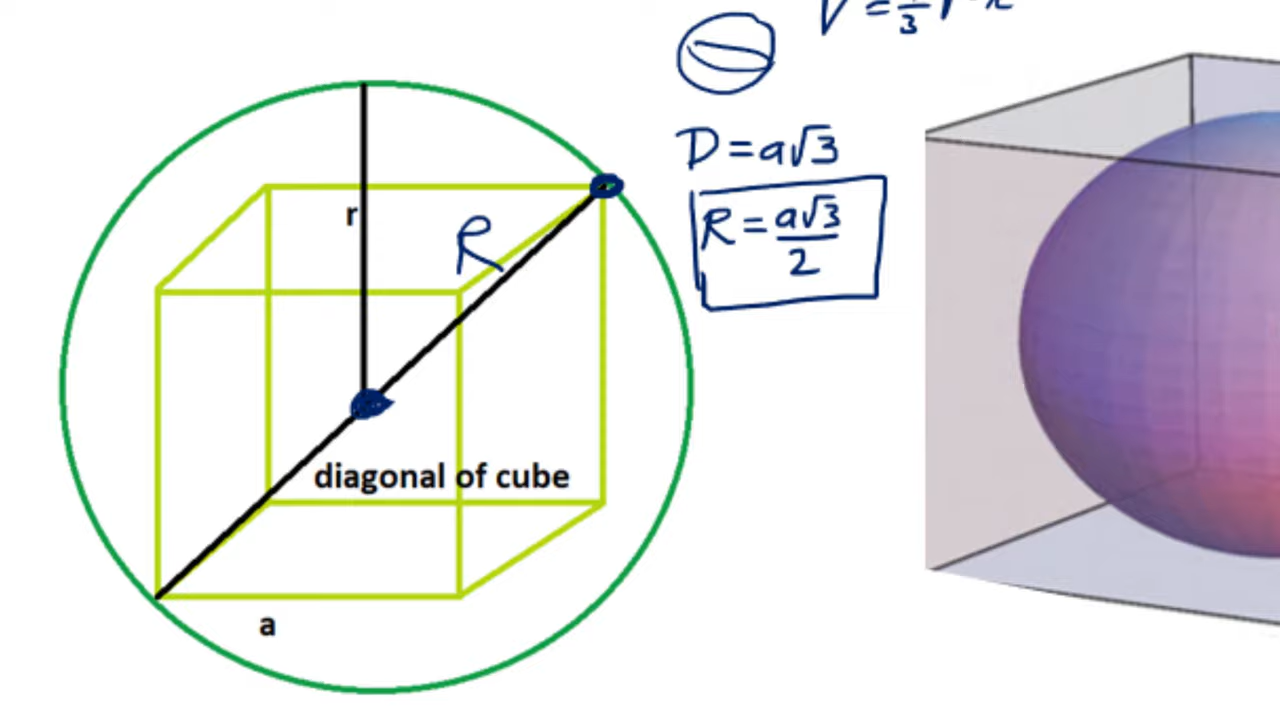 D = a√3
R = a√3/2
r
R
diagonal of cube
a